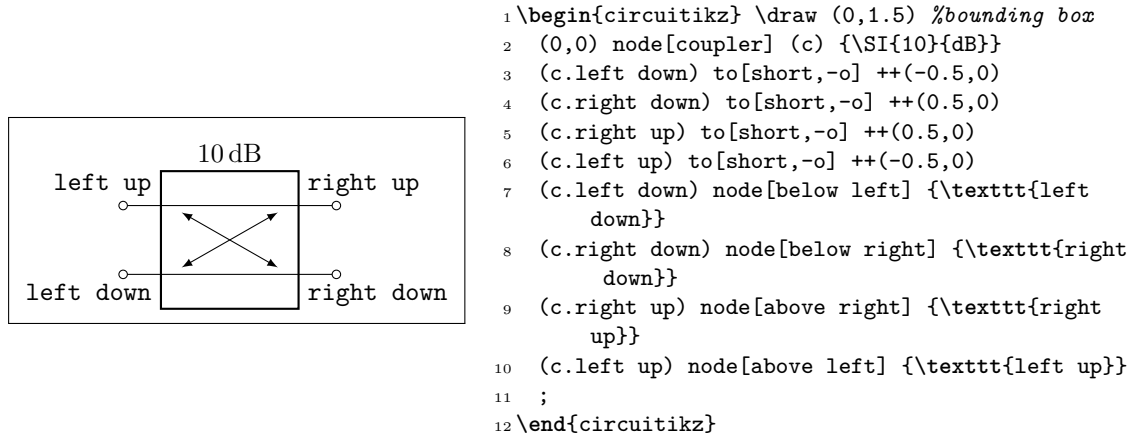 10 dB
left up
right up
left down
right down
1 \begin{circuitikz} \draw (0,1.5) %bounding box
2 (0,0) node[coupler] (c) {\SI{10}{dB}}
3 (c.left down) to[short,-o] ++(-0.5,0)
4 (c.right down) to[short,-o] ++(0.5,0)
5 (c.right up) to[short,-o] ++(0.5,0)
6 (c.left up) to[short,-o] ++(-0.5,0)
7 (c.left down) node[below left] {\texttt{left
down}}
8 (c.right down) node[below right] {\texttt{right
down}}
9 (c.right up) node[above right] {\texttt{right
up}}
10 (c.left up) node[above left] {\texttt{left up}}
11 ;
12 \end{circuitikz}